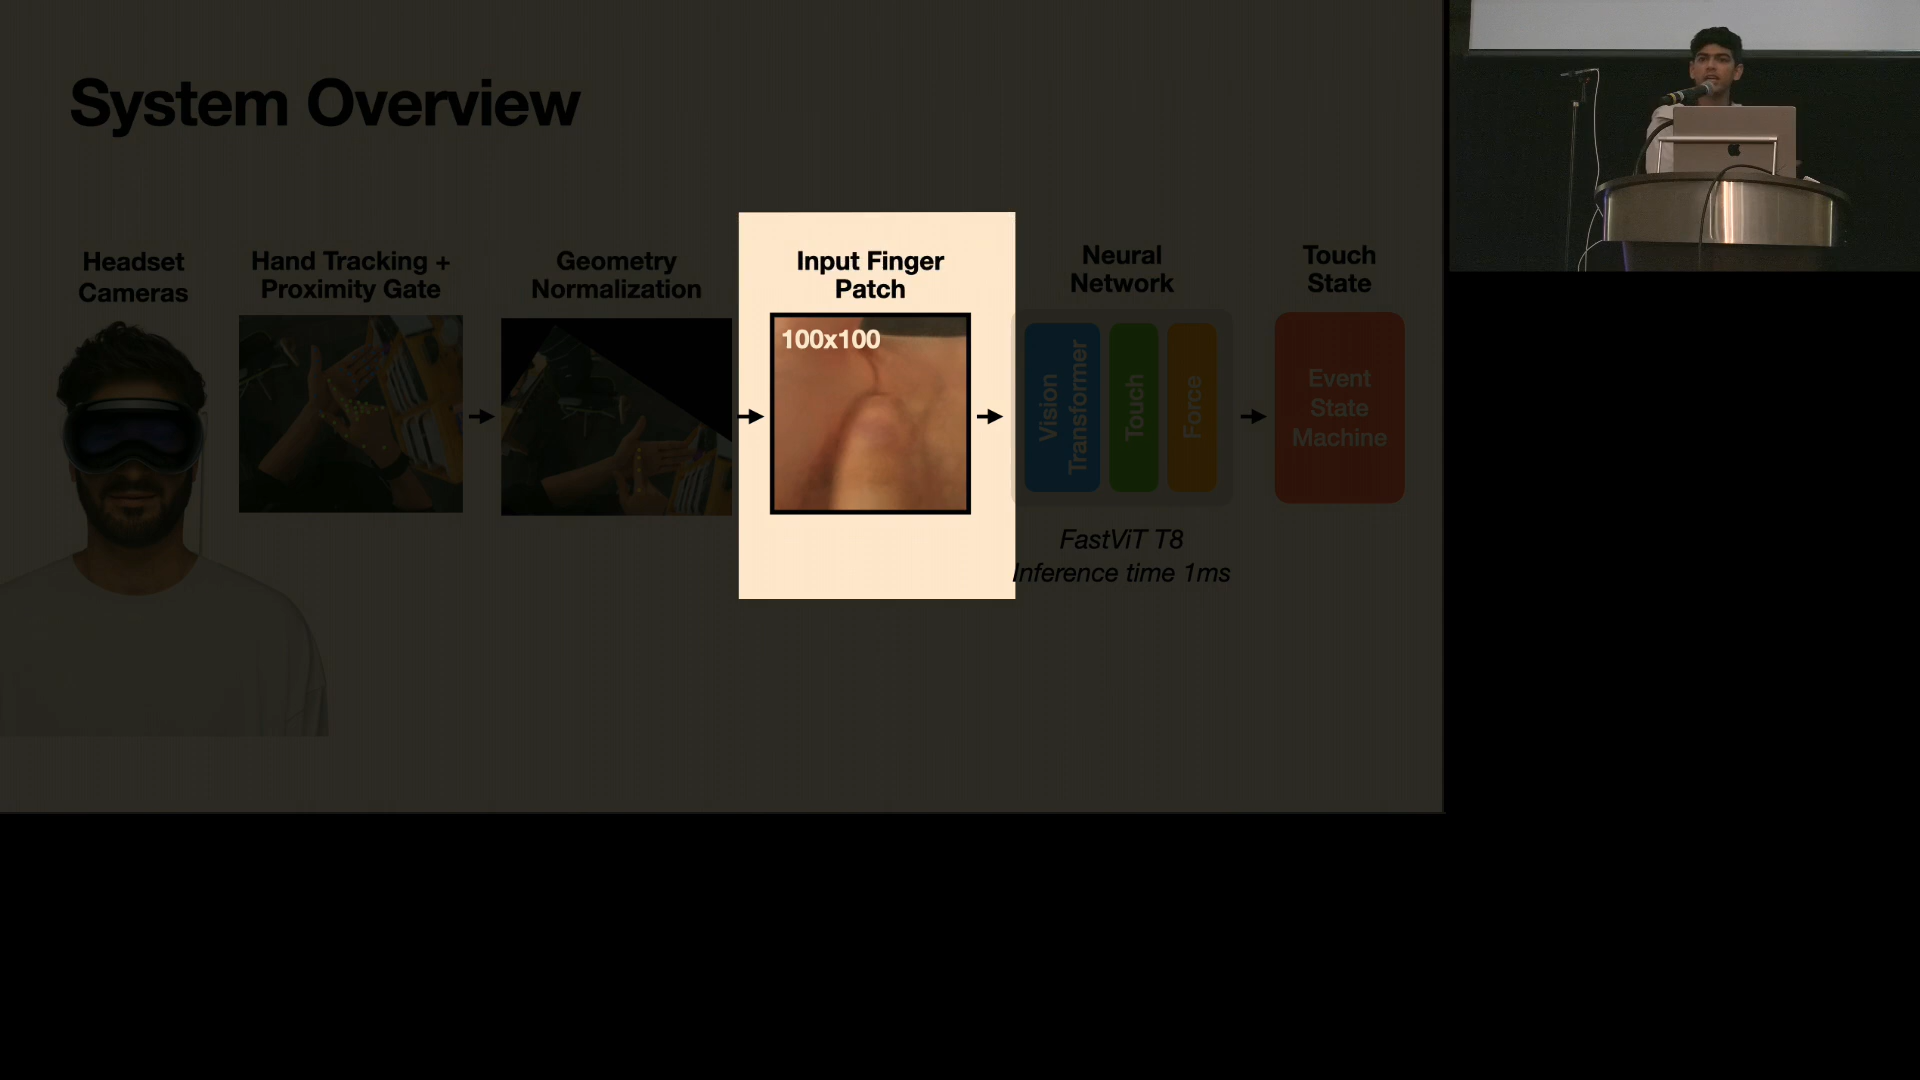 System Overview
Headset
Cameras
Hand Tracking +
Proximity Gate
Geometry
Normalization
Input Finger
Patch
100x100
Neural
Network
Vision
Transformer
Touch
Force
FastViT T8
Inference time 1ms
Touch
State
Event
State
Machine